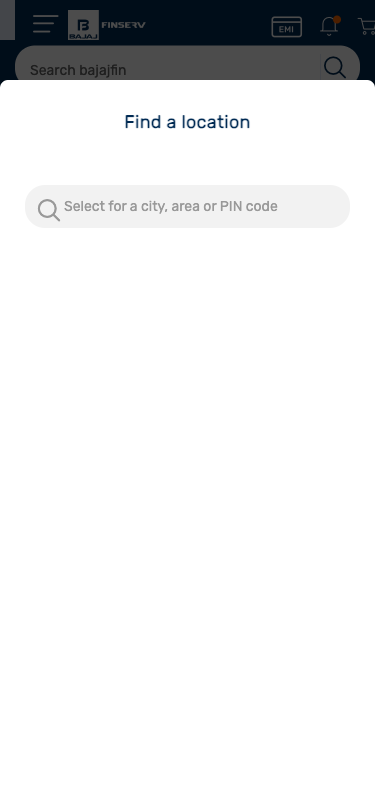 BAJAJ
FINSERV
EMI
Search bajajfin
Find a location
Select for a city, area or PIN code